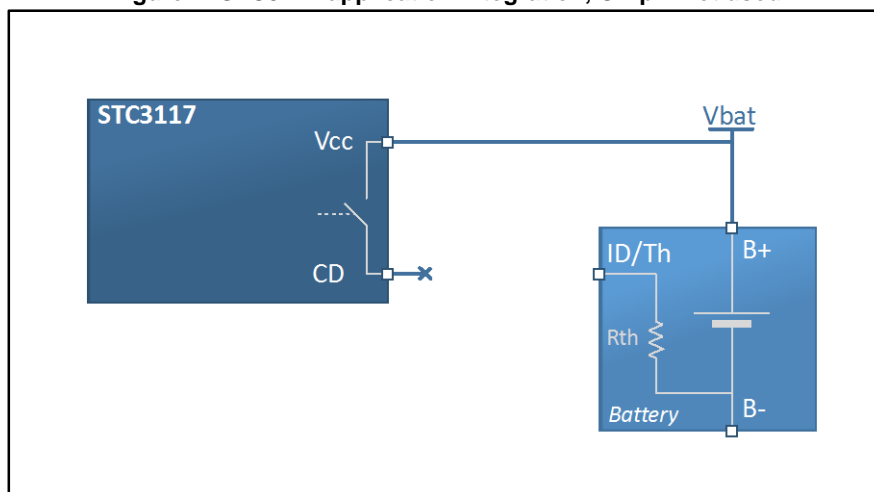 STC3117
Vcc
CD
Vbat
ID/Th
B+
Rth
B-
Battery